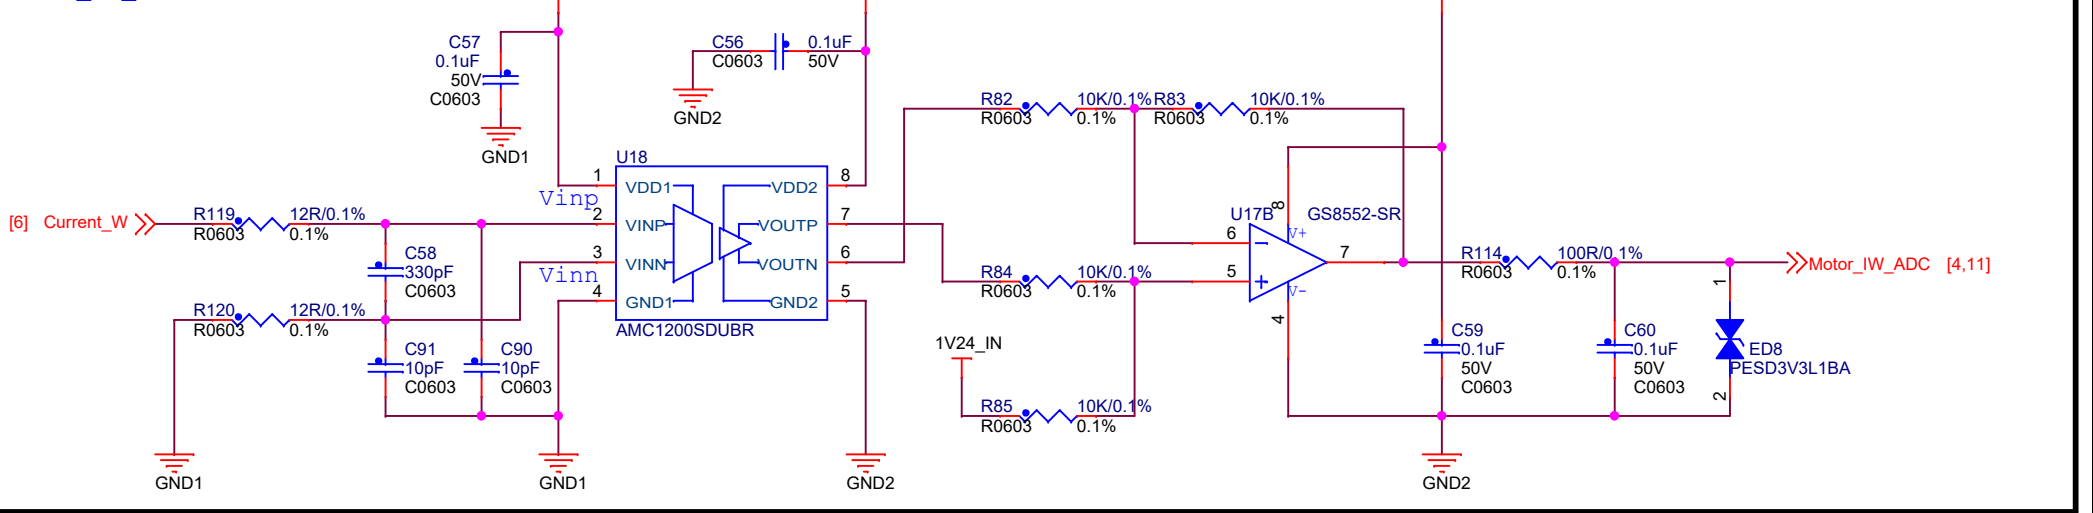 C57
0.1uF
50V
C0603
GND1
C56
C0603
0.1uF
50V
GND2
R82
R0603
10K/0.1%
0.1%
R83
R0603
10K/0.1%
0.1%
U18
1
VDD1
VDD2
8
Vinp
2
VINP
VOUTP
7
3
VINN
VOUTN
6
Vinn
4
GND1
GND2
5
AMC1200SDUBR
[6]
Current_W
R119
R0603
12R/0.1%
0.1%
C58
330pF
C0603
R120
R0603
12R/0.1%
0.1%
C91
10pF
C0603
C90
10pF
C0603
GND1
GND1
GND2
R84
R0603
10K/0.1%
0.1%
1V24_IN
R85
R0603
10K/0.1%
0.1%
U17B
GS8552-SR
8
V+
6
5
7
V-
4
R114
R0603
100R/0.1%
0.1%
Motor_IW_ADC
[4,11]
C59
0.1uF
50V
C0603
C60
0.1uF
50V
C0603
1
ED8
PESD3V3L1BA
2
GND2